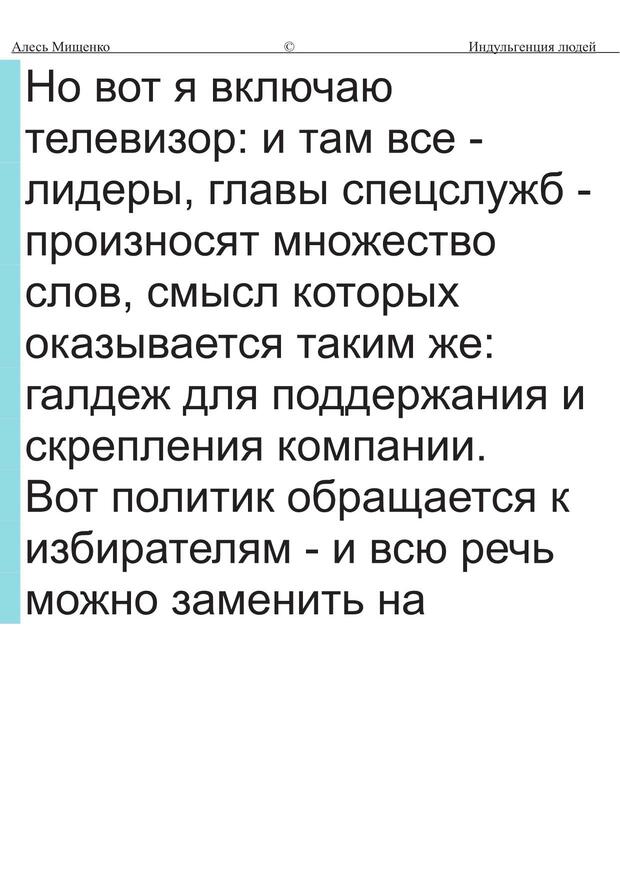 Алесь Мищенко © Индульгенция людей
Но вот я включаю
телевизор: и там все -
лидеры, главы спецслужб -
произносят множество
слов, смысл которых
оказывается таким же:
галдеж для поддержания и
скрепления компании.
Вот политик обращается к
избирателям - и всю речь
можно заменить на